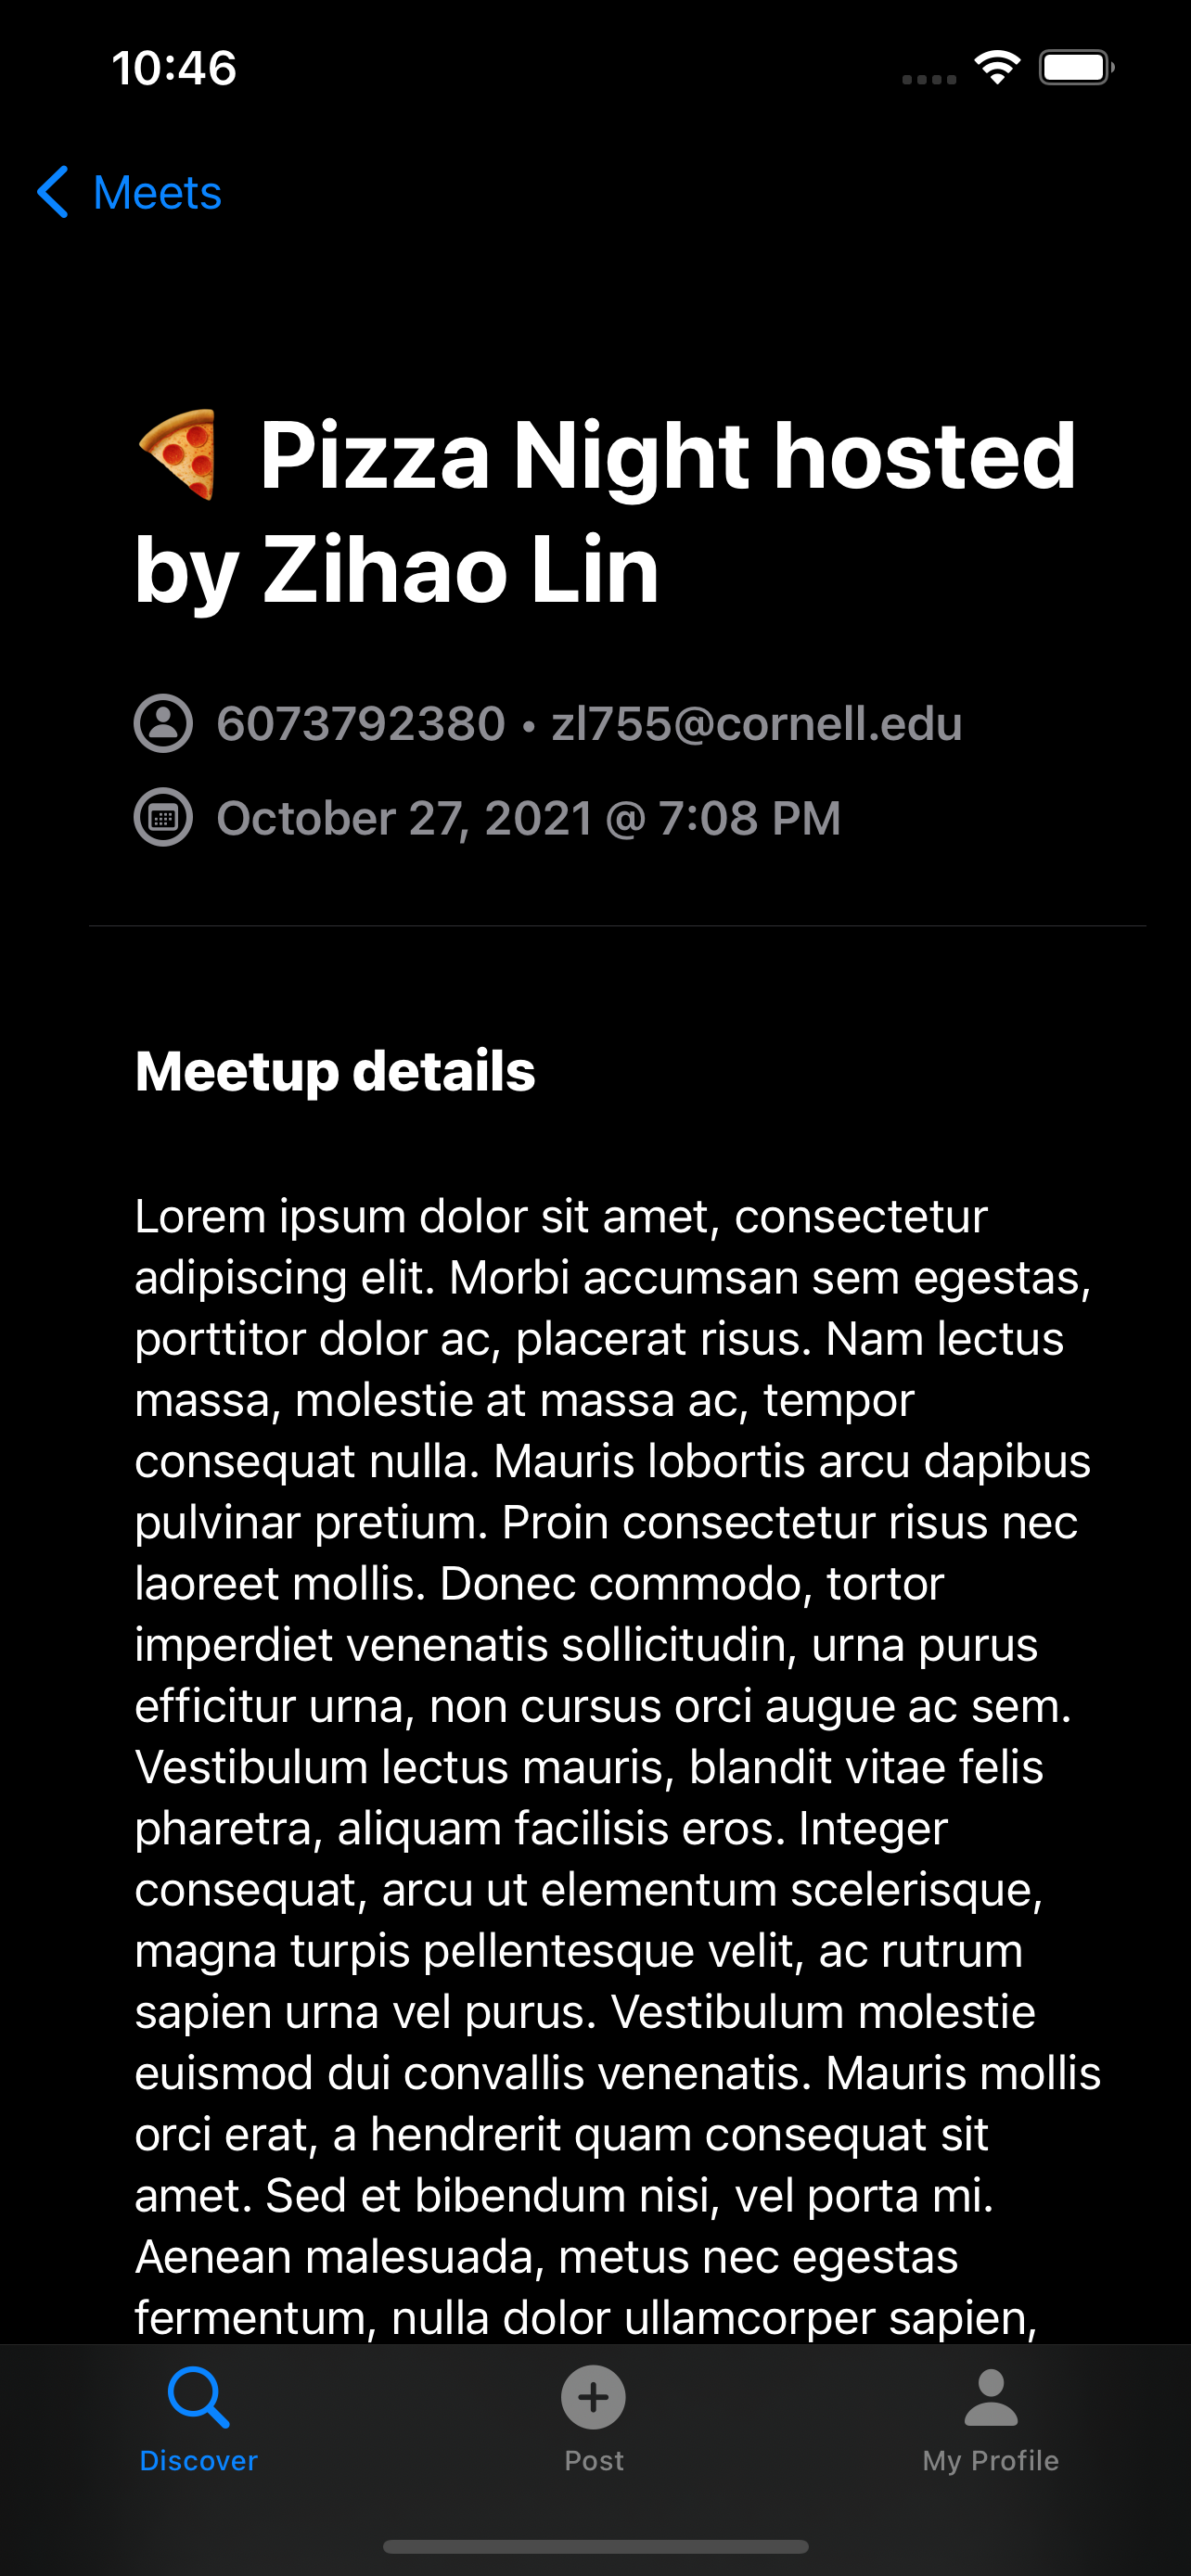 10:46
Meets
🍕 Pizza Night hosted
by Zihao Lin
6073792380 • zl755@cornell.edu
October 27, 2021 @ 7:08 PM
Meetup details
Lorem ipsum dolor sit amet, consectetur
adipiscing elit. Morbi accumsan sem egestas,
porttitor dolor ac, placerat risus. Nam lectus
massa, molestie at massa ac, tempor
consequat nulla. Mauris lobortis arcu dapibus
pulvinar pretium. Proin consectetur risus nec
laoreet mollis. Donec commodo, tortor
imperdiet venenatis sollicitudin, urna purus
efficitur urna, non cursus orci augue ac sem.
Vestibulum lectus mauris, blandit vitae felis
pharetra, aliquam facilisis eros. Integer
consequat, arcu ut elementum scelerisque,
magna turpis pellentesque velit, ac rutrum
sapien urna vel purus. Vestibulum molestie
euismod dui convallis venenatis. Mauris mollis
orci erat, a hendrerit quam consequat sit
amet. Sed et bibendum nisi, vel porta mi.
Aenean malesuada, metus nec egestas
fermentum, nulla dolor ullamcorper sapien,
Discover
Post
My Profile